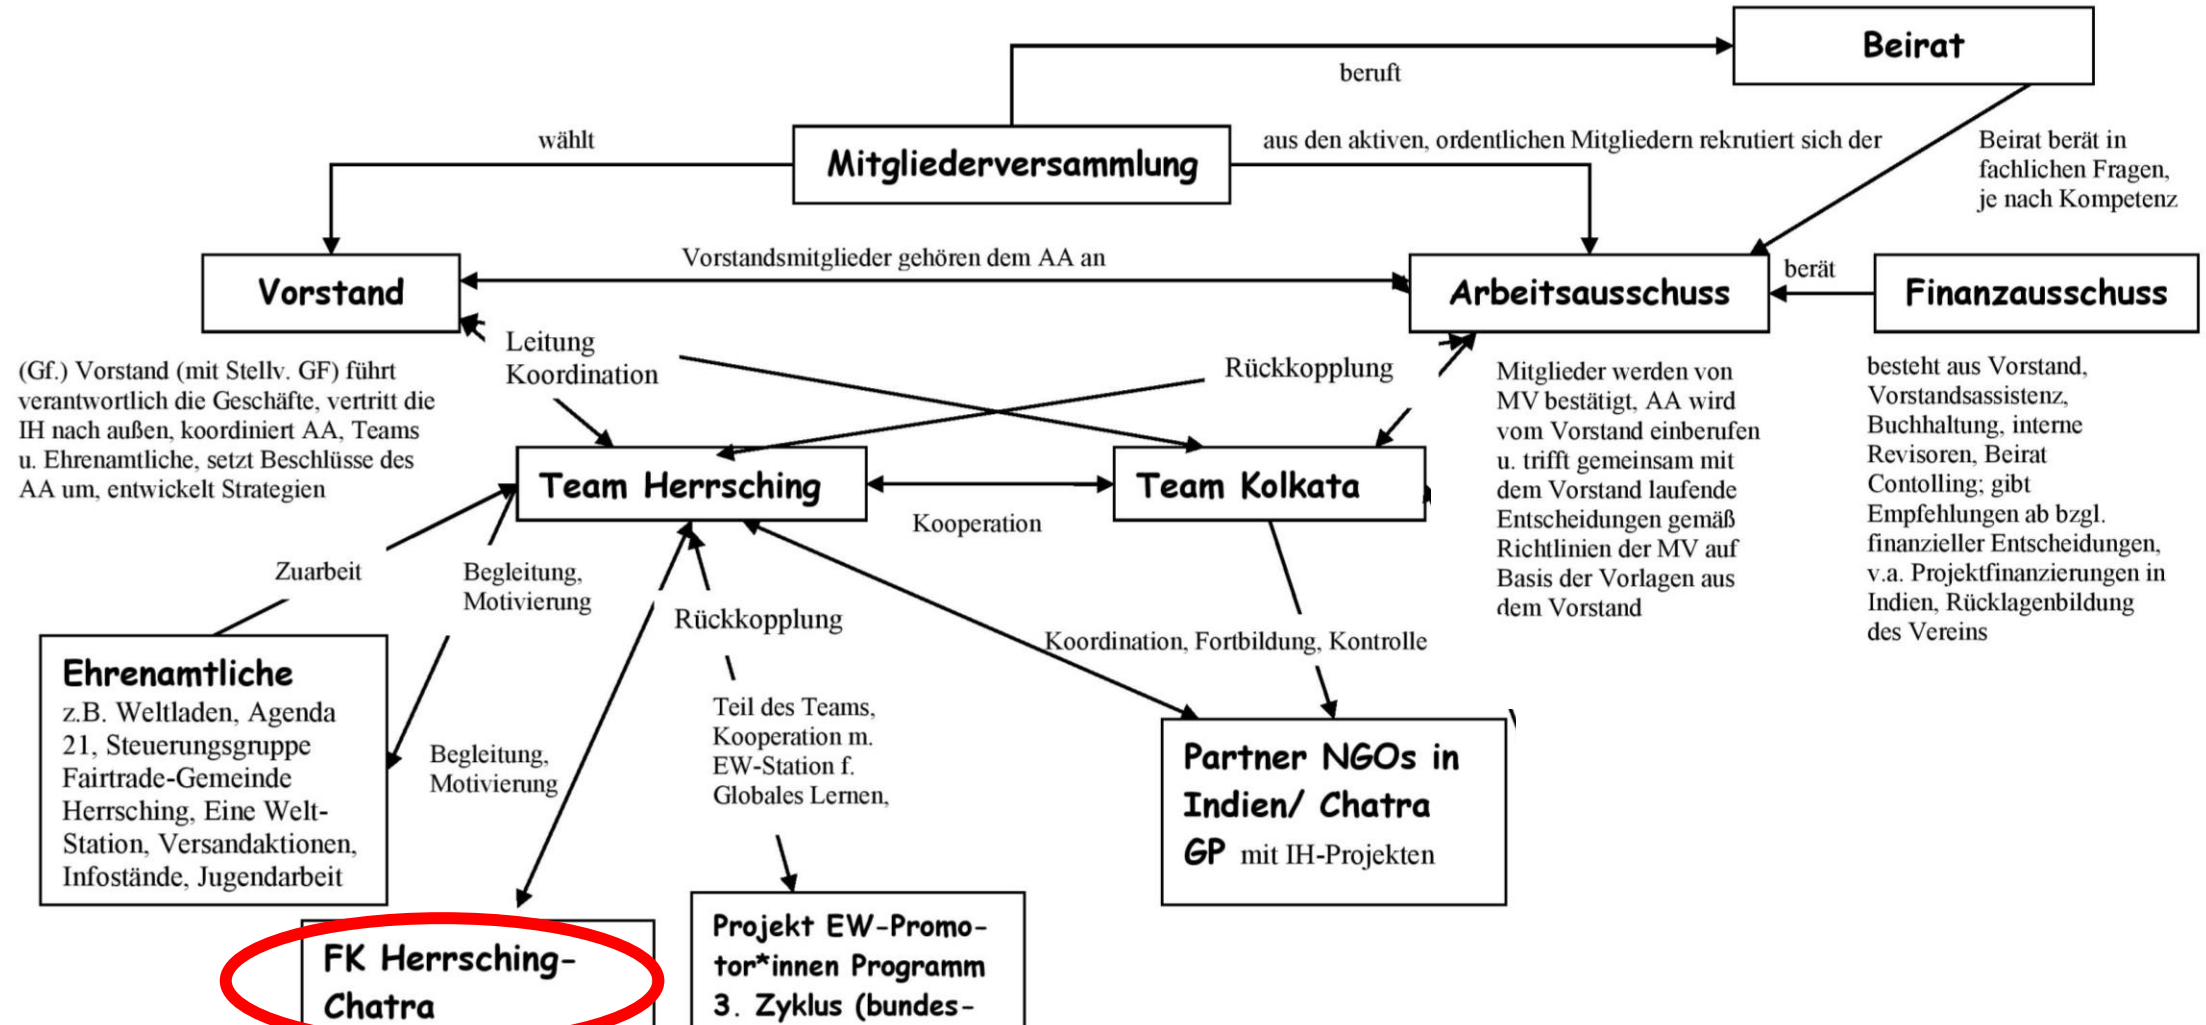 Beirat
beruft
wählt
Mitgliederversammlung
aus den aktiven, ordentlichen Mitgliedern rekrutiert sich der
Beirat berät in
fachlichen Fragen,
je nach Kompetenz
Vorstand
Vorstandsmitglieder gehören dem AA an
Arbeitsausschuss
berät
Finanzausschuss
(Gf.) Vorstand (mit Stellv. GF) führt
verantwortlich die Geschäfte, vertritt die
IH nach außen, koordiniert AA, Teams
u. Ehrenamtliche, setzt Beschlüsse des
AA um, entwickelt Strategien
Leitung
Koordination
Rückkopplung
Mitglieder werden von
MV bestätigt, AA wird
vom Vorstand einberufen
u. trifft gemeinsam mit
dem Vorstand laufende
Entscheidungen gemäß
Richtlinien der MV auf
Basis der Vorlagen aus
dem Vorstand
besteht aus Vorstand,
Vorstandsassistenz,
Buchhaltung, interne
Revisoren, Beirat
Contolling; gibt
Empfehlungen ab bzgl.
finanzieller Entscheidungen,
v.a. Projektfinanzierungen in
Indien, Rücklagenbildung
des Vereins
Team Herrsching
Kooperation
Team Kolkata
Zuarbeit
Begleitung,
Motivierung
Rückkopplung
Koordination, Fortbildung, Kontrolle
Ehrenamtliche
z.B. Weltladen, Agenda
21, Steuerungsgruppe
Fairtrade-Gemeinde
Herrsching, Eine Welt-
Station, Versandaktionen,
Infostände, Jugendarbeit
Begleitung,
Motivierung
Teil des Teams,
Kooperation m.
EW-Station f.
Globales Lernen,
Partner NGOs in
Indien/ Chatra
GP mit IH-Projekten
FK Herrsching-
Chatra
Projekt EW-Promo-
tor*innen Programm
3. Zyklus (bundes-